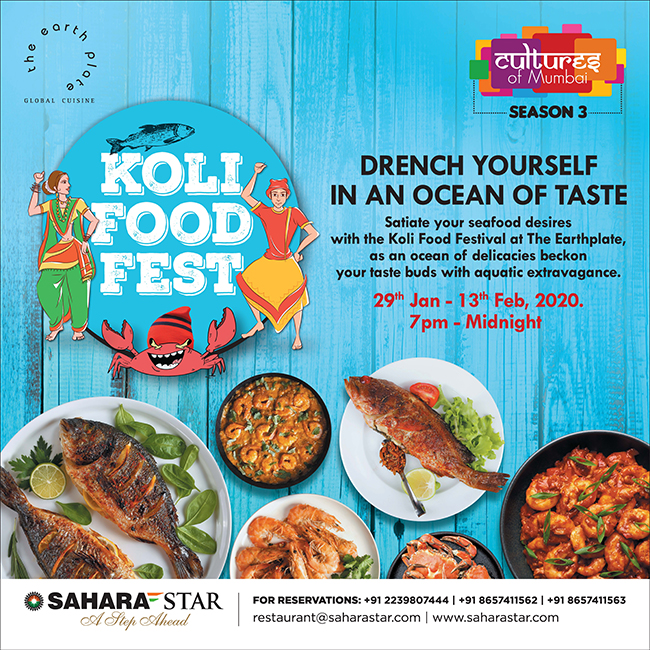 the earth plate
GLOBAL CUISINE
cultures
of Mumbai
SEASON 3
KOLI
FOOD
FEST
DRENCH YOURSELF
IN AN OCEAN OF TASTE
Satiate your seafood desires
with the Koli Food Festival at The Earthplate,
as an ocean of delicacies beckon
your taste buds with aquatic extravagance.
29th Jan - 13th Feb, 2020.
7pm - Midnight
SAHARA STAR
A Step Ahead
FOR RESERVATIONS: +91 2239807444 | +91 8657411562 | +91 8657411563
restaurant@saharastar.com | www.saharastar.com